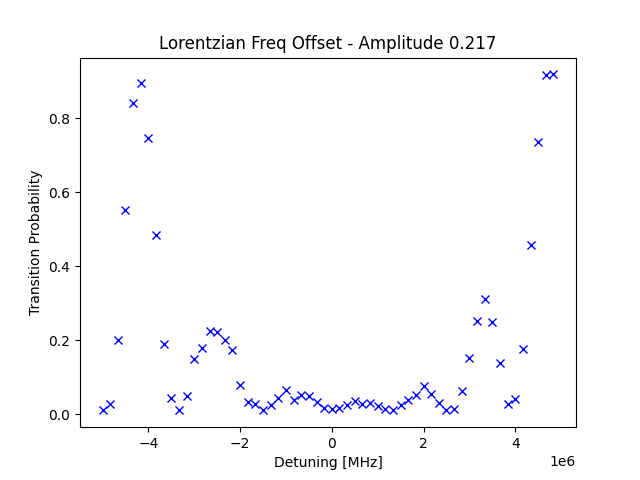 Lorentzian Freq Offset - Amplitude 0.217
Transition Probability
0.8
0.6
0.4
0.2
0.0
−4
−2
0
2
4
1e6
Detuning [MHz]